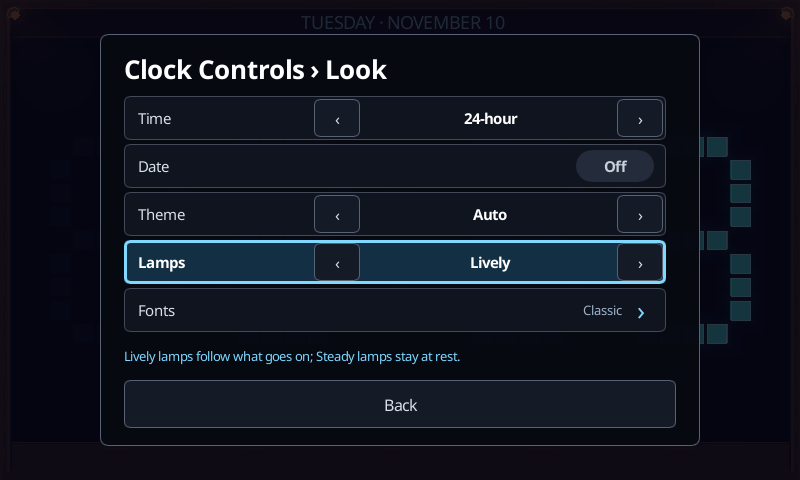 TUESDAY · NOVEMBER 10
Clock Controls › Look
Time ‹ 24-hour ›
Date Off
Theme ‹ Auto ›
Lamps ‹ Lively ›
Fonts Classic ›
Lively lamps follow what goes on; Steady lamps stay at rest.
Back